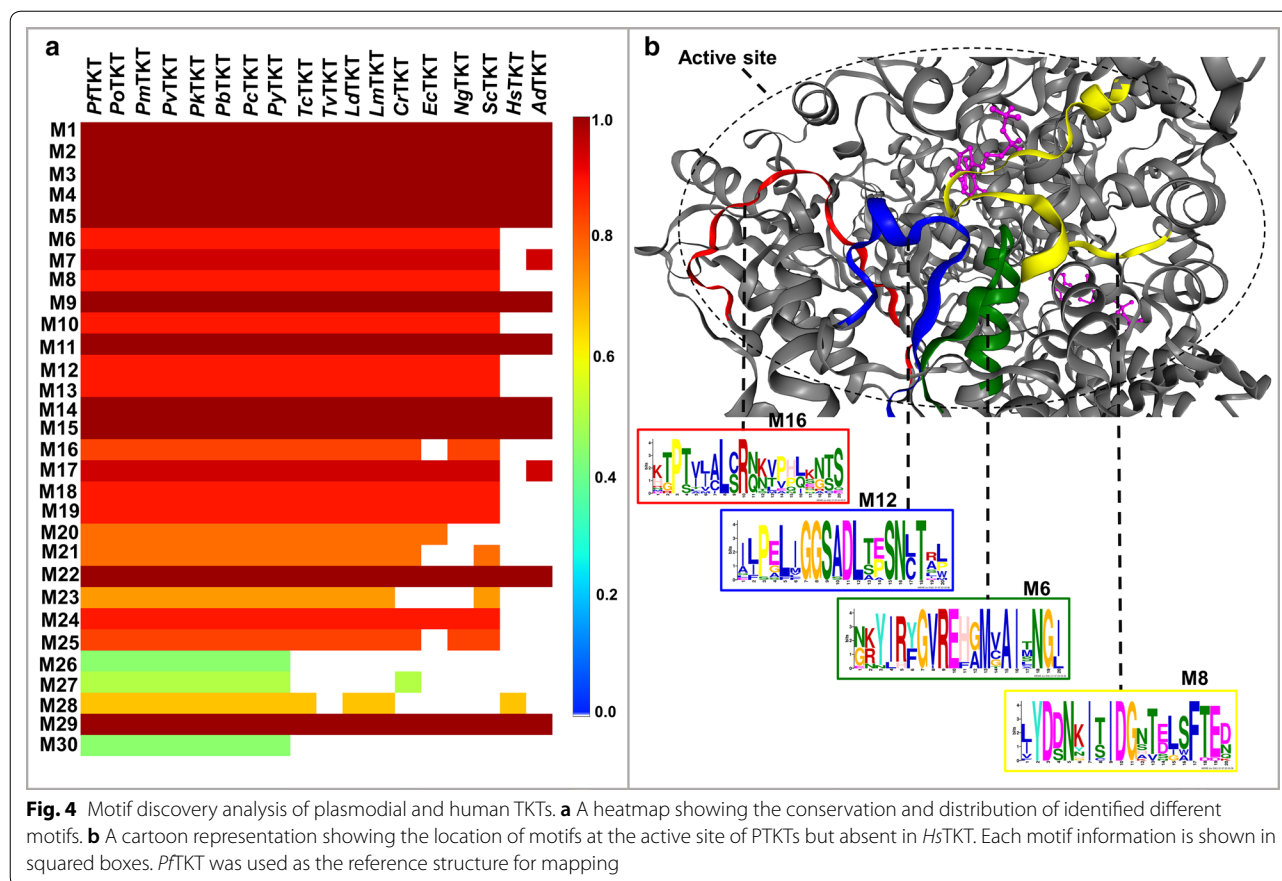 a
PfTKT
PoTKT
PmTKT
PvTKT
PkTKT
PbTKT
PcTKT
PyTKT
TcTKT
TvTKT
LdTKT
LmTKT
CrTKT
EcTKT
NgTKT
ScTKT
HsTKT
AdTKT
M1
M2
M3
M4
M5
M6
M7
M8
M9
M10
M11
M12
M13
M14
M15
M16
M17
M18
M19
M20
M21
M22
M23
M24
M25
M26
M27
M28
M29
M30
1.0
0.8
0.6
0.4
0.2
0.0
b
Active site
M16
M12
M6
M8
Fig. 4 Motif discovery analysis of plasmodial and human TKTs. a A heatmap showing the conservation and distribution of identified different
motifs. b A cartoon representation showing the location of motifs at the active site of PTKTs but absent in HsTKT. Each motif information is shown in
squared boxes. PfTKT was used as the reference structure for mapping